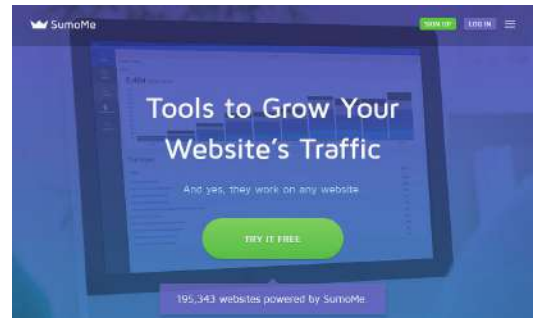 SumoMe
SIGN UP
LOG IN
Tools to Grow Your
Website's Traffic
And yes, they work on any website
TRY IT FREE
195,343 websites powered by SumoMe.